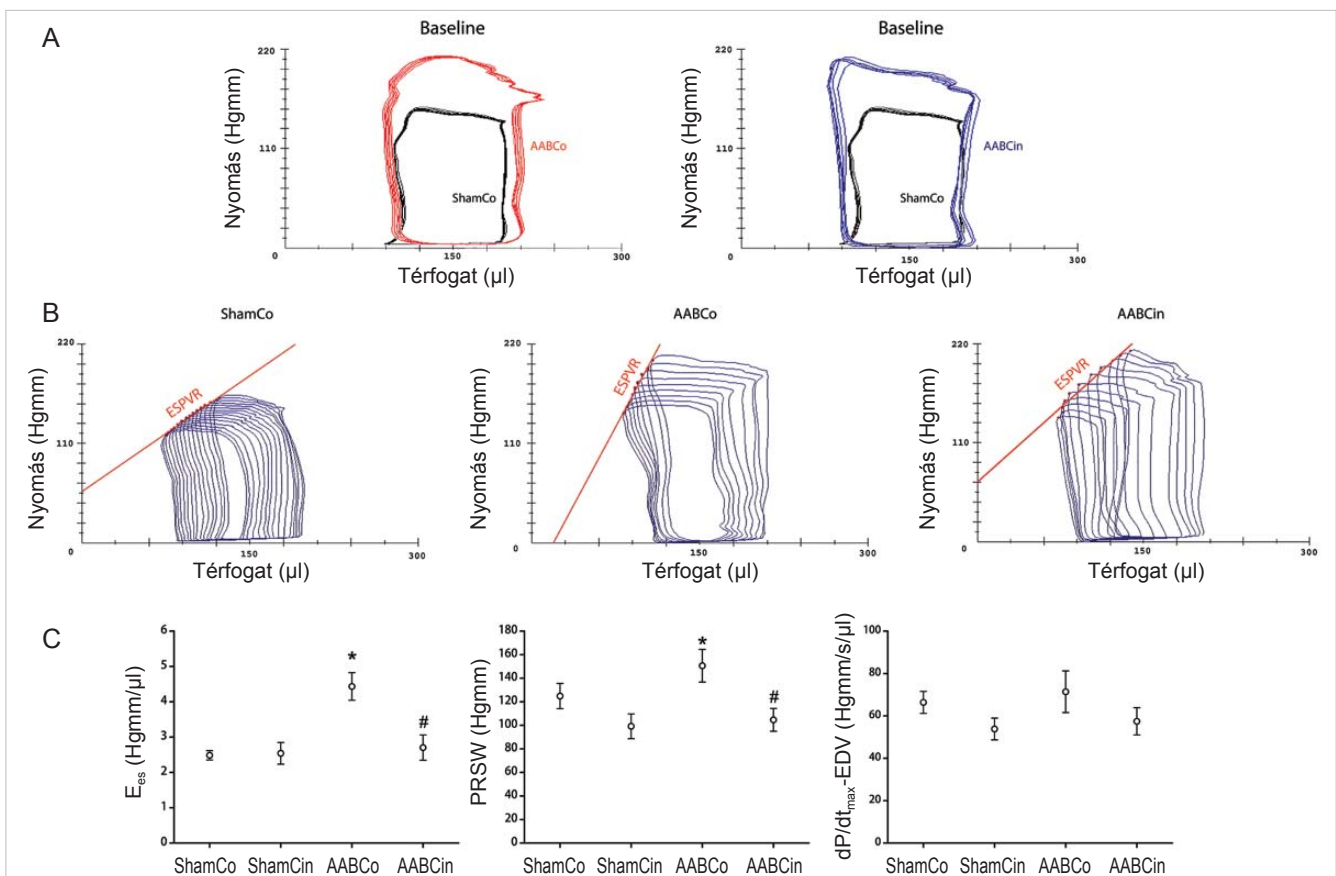 A
Baseline
Nyomás (Hgmm)
220
110
0
150
300
Térfogat (µl)
AABCo
ShamCo
Baseline
Nyomás (Hgmm)
220
110
0
150
300
Térfogat (µl)
AABCin
ShamCo
B
ShamCo
Nyomás (Hgmm)
220
110
0
150
300
Térfogat (µl)
ESPVR
AABCo
Nyomás (Hgmm)
220
110
0
150
300
Térfogat (µl)
ESPVR
AABCin
Nyomás (Hgmm)
220
110
0
150
300
Térfogat (µl)
ESPVR
C
Ees (Hgmm/µl)
6
5
4
3
2
1
0
*
#
ShamCo ShamCin AABCo AABCin
PRSW (Hgmm)
180
160
140
120
100
80
60
40
20
0
*
#
ShamCo ShamCin AABCo AABCin
dP/dtmax-EDV (Hgmm/s/µl)
100
80
60
40
20
0
ShamCo ShamCin AABCo AABCin